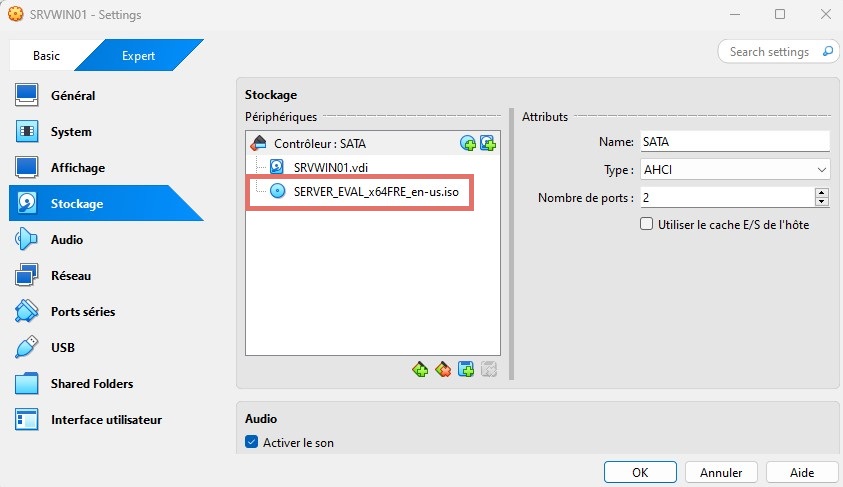 SRVWIN01 - Settings
Basic
Expert
Search settings
Général
System
Affichage
Stockage
Audio
Réseau
Ports séries
USB
Shared Folders
Interface utilisateur
Stockage
Périphériques
Contrôleur : SATA
SRVWIN01.vdi
SERVER_EVAL_x64FRE_en-us.iso
Attributs
Name: SATA
Type : AHCI
Nombre de ports : 2
Utiliser le cache E/S de l'hôte
Audio
Activer le son
OK
Annuler
Aide